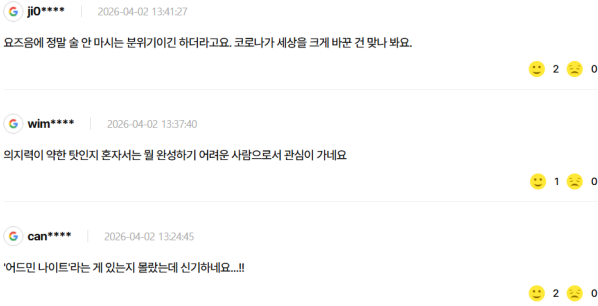 ji0****
2026-04-02 13:41:27
요즈음에 정말 술 안 마시는 분위기이긴 하더라고요. 코로나가 세상을 크게 바꾼 건 맞나 봐요.
2 0
wim****
2026-04-02 13:37:40
의지력이 약한 탓인지 혼자서는 뭘 완성하기 어려운 사람으로서 관심이 가네요
1 0
can****
2026-04-02 13:24:45
'어드민 나이트'라는 게 있는지 몰랐는데 신기하네요...!!
2 0